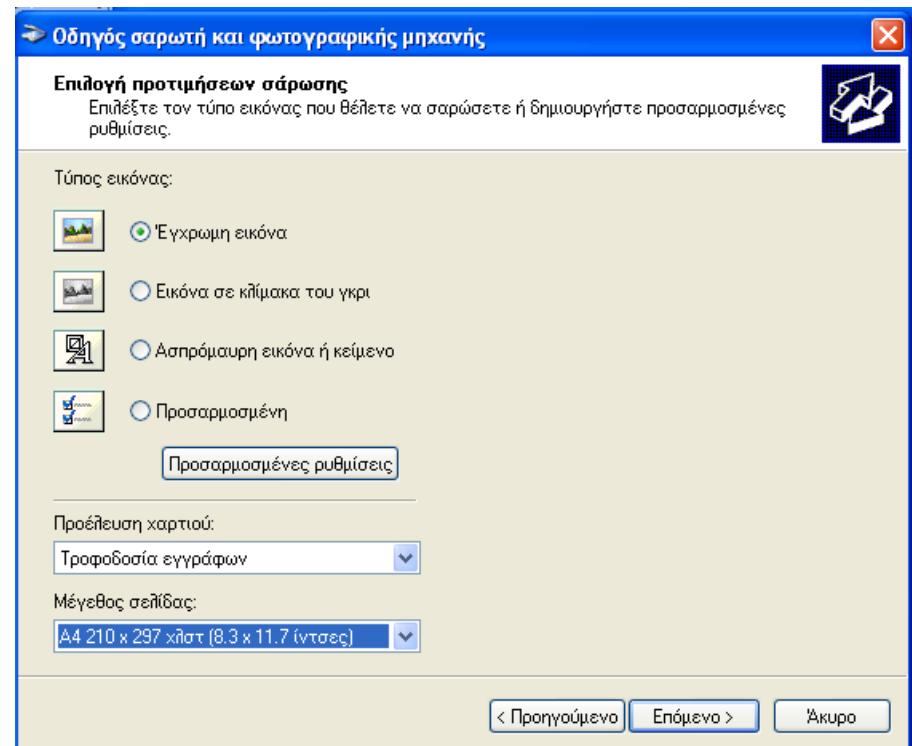 Οδηγός σαρωτή και φωτογραφικής μηχανής
Επιλογή προτιμήσεων σάρωσης
Επιλέξτε τον τύπο εικόνας που θέλετε να σαρώσετε ή δημιουργήστε προσαρμοσμένες
ρυθμίσεις.
Τύπος εικόνας:
Έγχρωμη εικόνα
Εικόνα σε κλίμακα του γκρι
Ασπρόμαυρη εικόνα ή κείμενο
Προσαρμοσμένη
Προσαρμοσμένες ρυθμίσεις
Προέλευση χαρτιού:
Τροφοδοσία εγγράφων
Μέγεθος σελίδας:
A4 210 x 297 χλστ (8.3 x 11.7 ίντσες)
< Προηγούμενο Επόμενο > Άκυρο